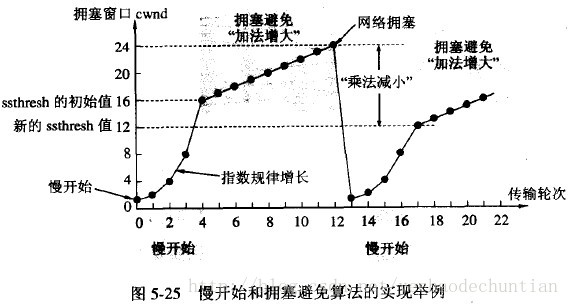 拥塞窗口 cwnd
拥塞避免
“加法增大”
网络拥塞
拥塞避免
“加法增大”
“乘法减小”
24
20
16
12
8
4
0
ssthresh 的初始值
新的 ssthresh 值
慢开始
指数规律增长
传输轮次
0 2 4 6 8 10 12 14 16 18 20 22
慢开始
慢开始
图 5-25 慢开始和拥塞避免算法的实现举例